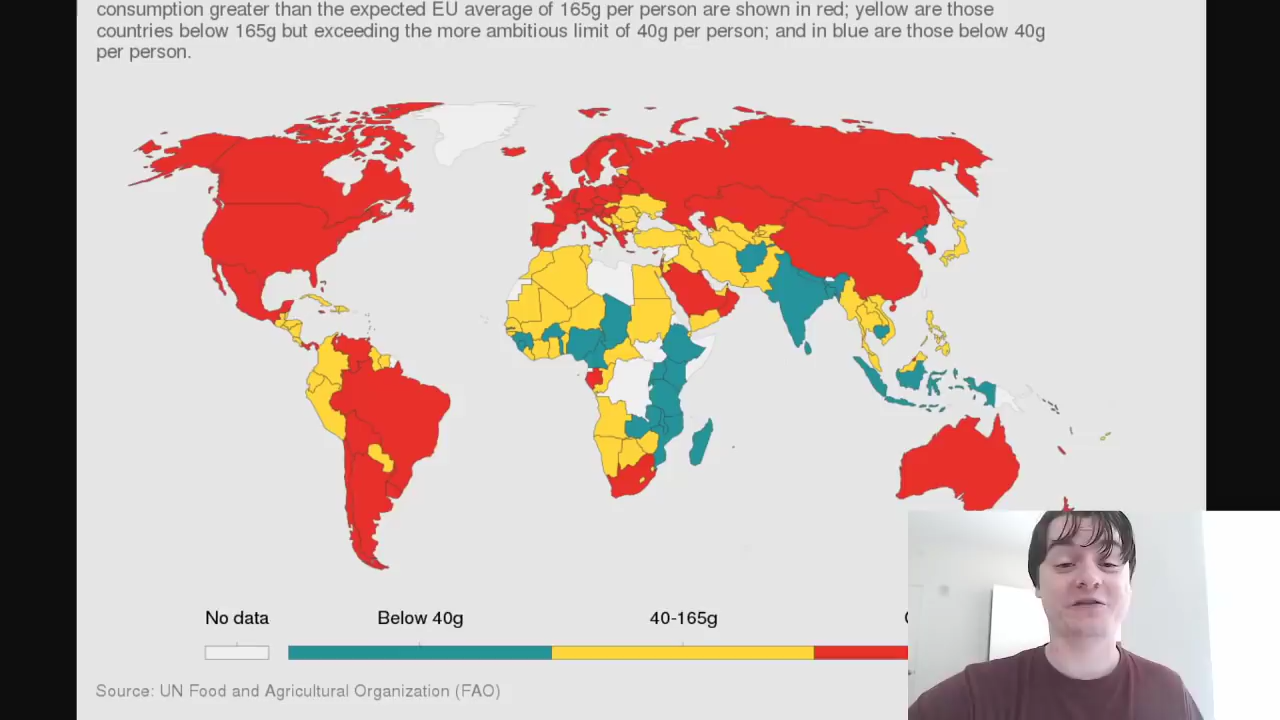 consumption greater than the expected EU average of 165g per person are shown in red; yellow are those
countries below 165g but exceeding the more ambitious limit of 40g per person; and in blue are those below 40g
per person.
No data
Below 40g
40-165g
Source: UN Food and Agricultural Organization (FAO)